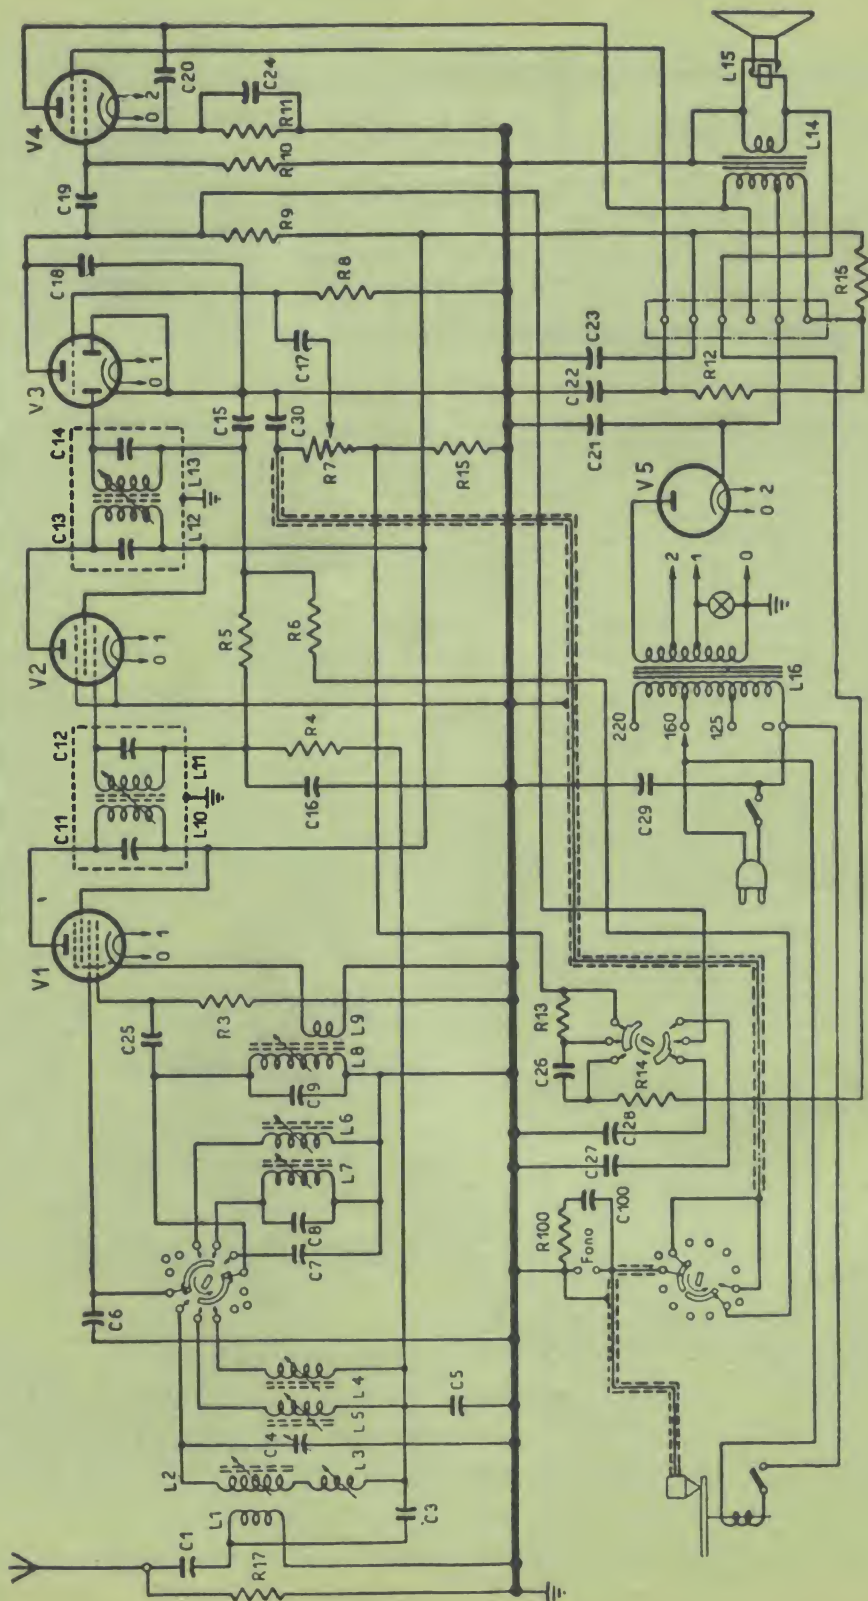 V4
C20
0 2
C24
R11
R10
C19
R9
C18
R8
V3
0 1
C17
C14
C15
C30
R7
R15
L13
L12
C13
V2
0 1
R5
R6
C12
R4
L11
L10
C11
C16
V1
0 1
C25
R3
L9
L8
C9
L6
L7
C8
C7
C6
L4
L5
C4
L3
L2
L1
C3
C5
C1
R17
L15
L14
R16
C23
C22
C21
R12
V5
0 2
2
1
0
L16
220
160
125
0
C29
R13
C26
R14
C28
C27
R100
C100
Fono